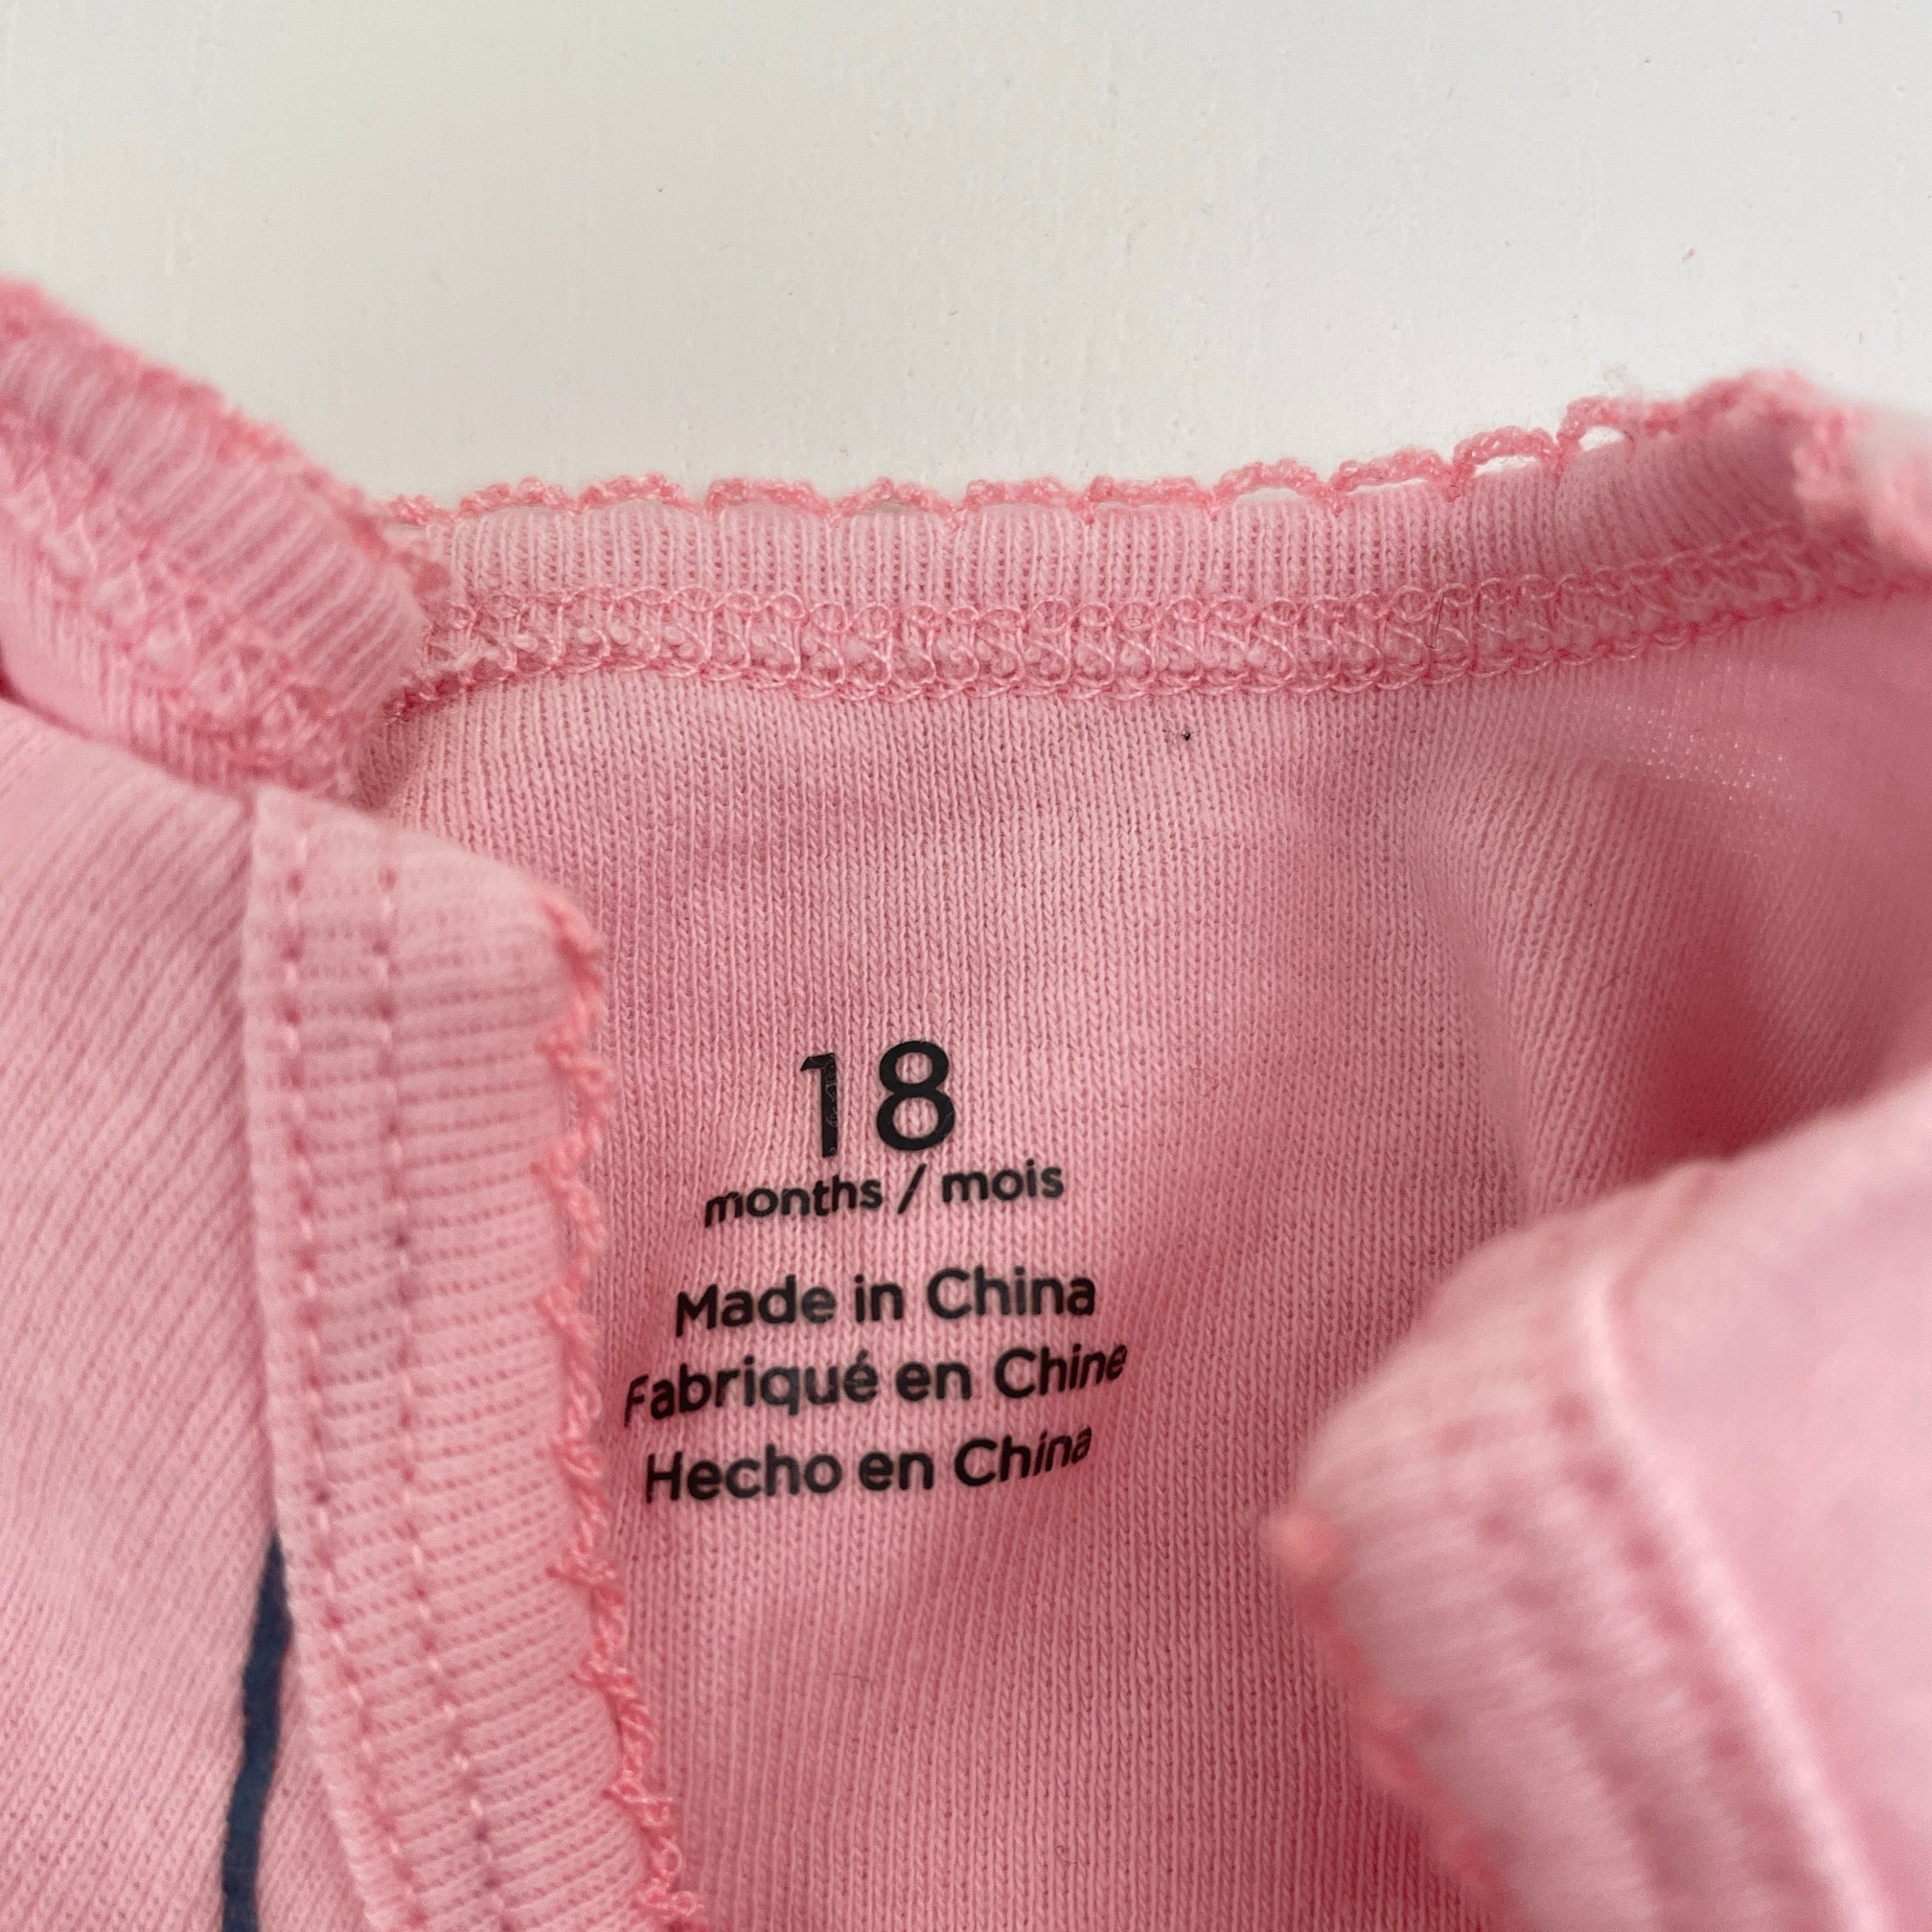 18
months / mois
Made in China
Fabriqué en Chine
Hecho en China